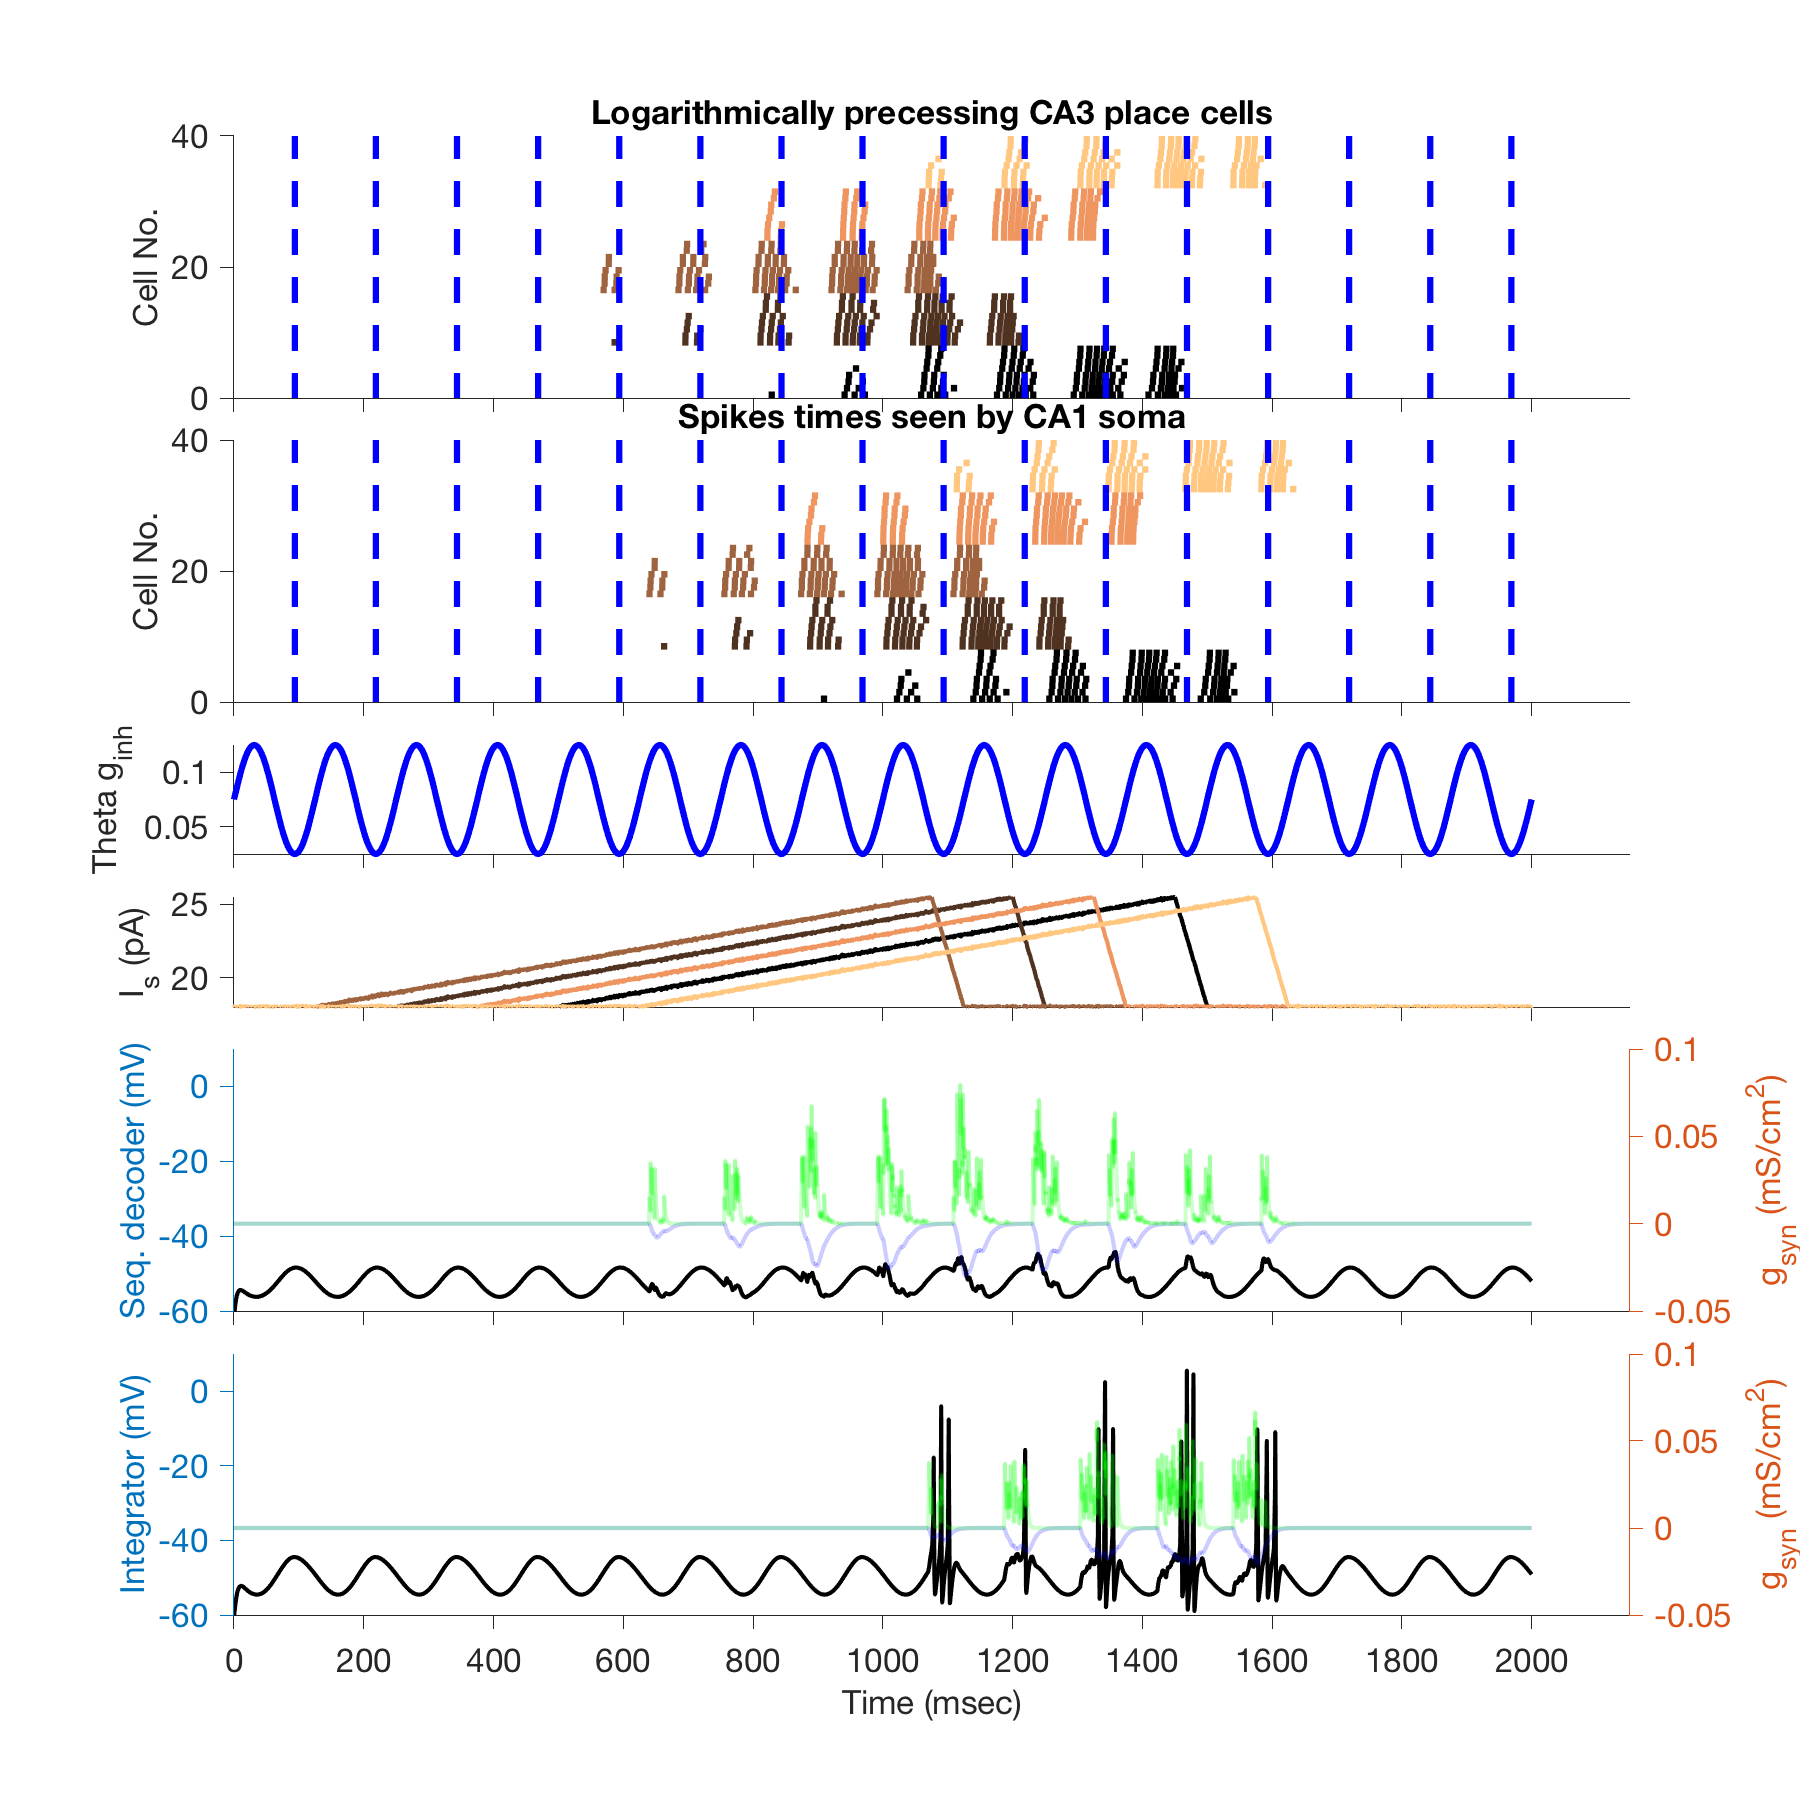 Logarithmically precessing CA3 place cells
40
20
0
Cell No.
Spikes times seen by CA1 soma
40
20
0
Cell No.
0.1
0.05
Theta g_inh
25
20
I_s (pA)
0
-20
-40
-60
Seq. decoder (mV)
0.1
0.05
0
-0.05
g_syn (mS/cm²)
0
-20
-40
-60
Integrator (mV)
0.1
0.05
0
-0.05
g_syn (mS/cm²)
0 200 400 600 800 1000 1200 1400 1600 1800 2000
Time (msec)